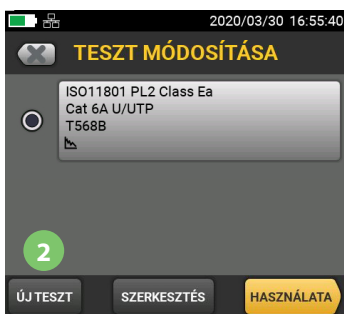 2020/03/30 16:55:40
TESZT MÓDOSÍTÁSA
ISO11801 PL2 Class Ea
Cat 6A U/UTP
T568B
2
ÚJ TESZT
SZERKESZTÉS
HASZNÁLATA